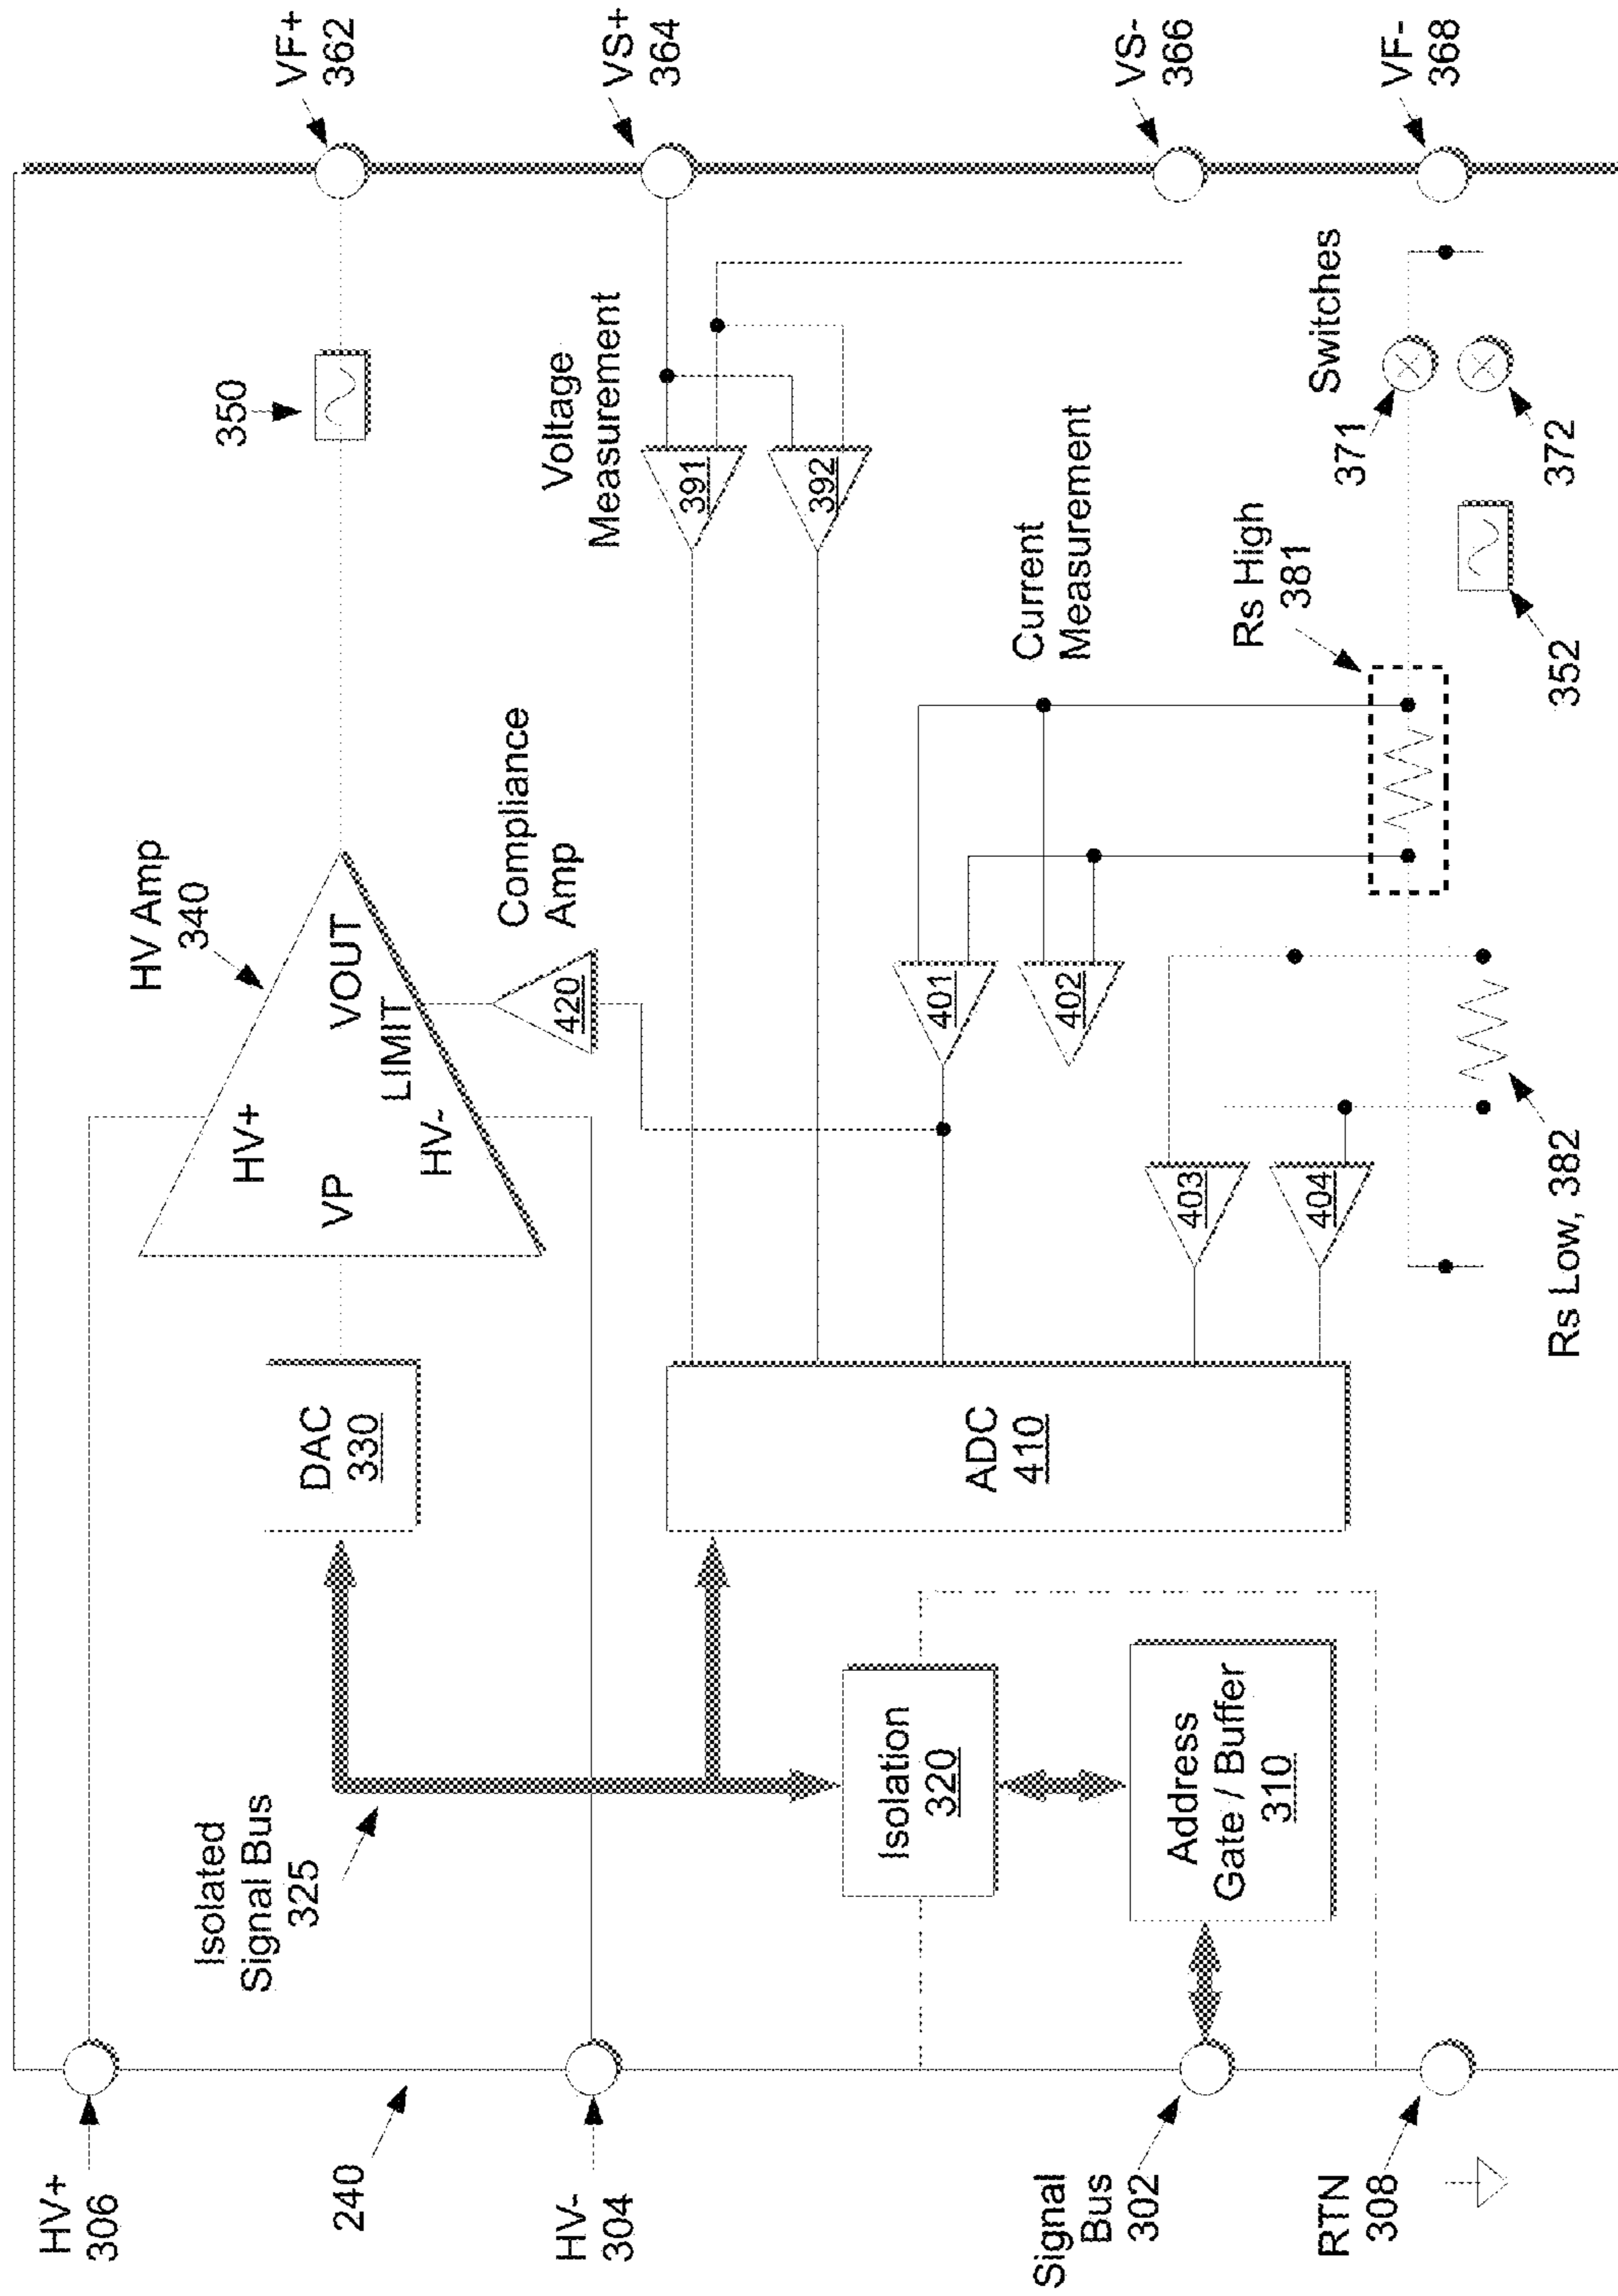 HV+
306
240
HV-
304
Signal
Bus
302
RTN
308
Isolated
Signal Bus
325
Isolation
320
Address
Gate / Buffer
310
DAC
330
ADC
410
HV Amp
340
HV+
VP
VOUT
LIMIT
HV-
Compliance
Amp
420
350
Voltage
Measurement
391
392
Current
Measurement
401
402
403
404
Rs High
381
Rs Low, 382
352
Switches
371
372
VF+
362
VS+
364
VS-
366
VF-
368